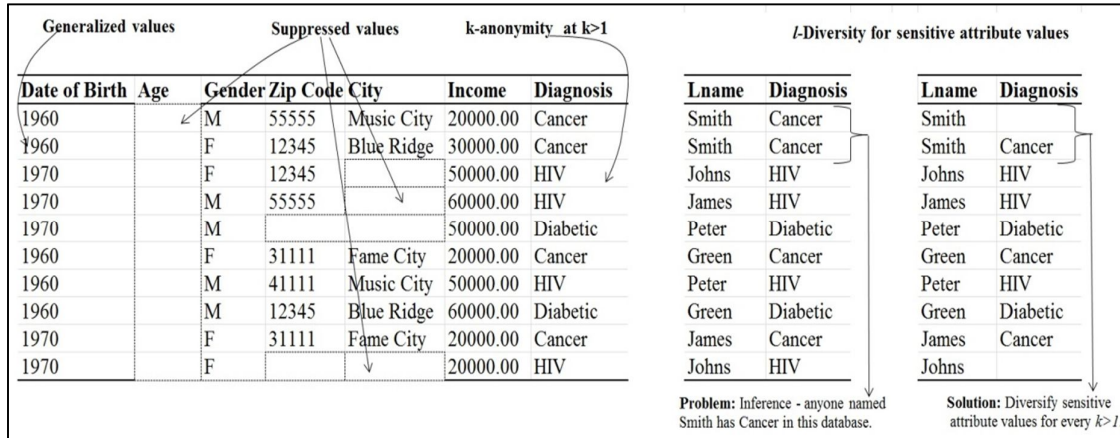 Generalized values
Suppressed values
k-anonymity at k>1
l-Diversity for sensitive attribute values
Date of Birth Age Gender Zip Code City Income Diagnosis
1960 M 55555 Music City 20000.00 Cancer
1960 F 12345 Blue Ridge 30000.00 Cancer
1970 F 12345 50000.00 HIV
1970 M 55555 60000.00 HIV
1970 M 50000.00 Diabetic
1960 F 31111 Fame City 20000.00 Cancer
1960 M 41111 Music City 50000.00 HIV
1960 M 12345 Blue Ridge 60000.00 Diabetic
1970 F 31111 Fame City 20000.00 Cancer
1970 F 20000.00 HIV
Lname Diagnosis
Smith Cancer
Smith Cancer
Johns HIV
James HIV
Peter Diabetic
Green Cancer
Peter HIV
Green Diabetic
James Cancer
Johns HIV
Problem: Inference - anyone named
Smith has Cancer in this database.
Lname Diagnosis
Smith
Smith Cancer
Johns HIV
James HIV
Peter Diabetic
Green Cancer
Peter HIV
Green Diabetic
James Cancer
Johns
Solution: Diversify sensitive
attribute values for every k>1